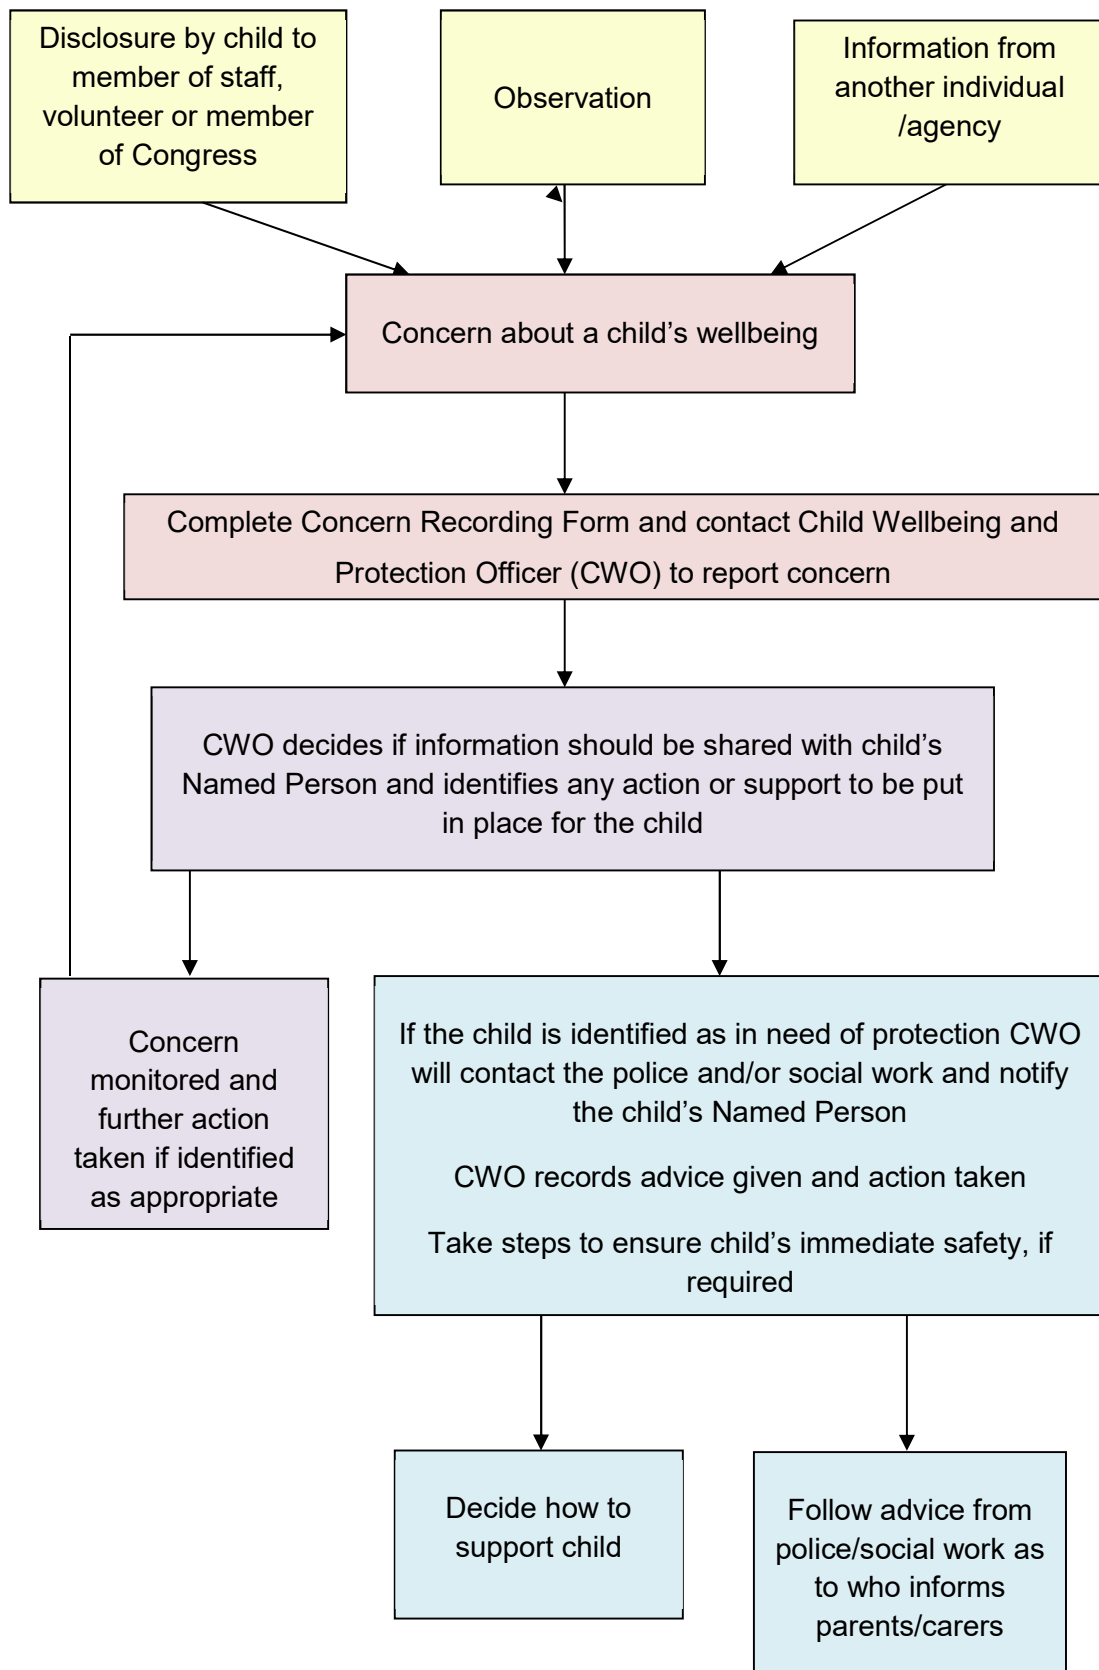 Disclosure by child to
member of staff,
volunteer or member
of Congress
Observation
Information from
another individual
/agency
Concern about a child’s wellbeing
Complete Concern Recording Form and contact Child Wellbeing and
Protection Officer (CWO) to report concern
CWO decides if information should be shared with child’s
Named Person and identifies any action or support to be put
in place for the child
Concern
monitored and
further action
taken if identified
as appropriate
If the child is identified as in need of protection CWO
will contact the police and/or social work and notify
the child’s Named Person
CWO records advice given and action taken
Take steps to ensure child’s immediate safety, if
required
Decide how to
support child
Follow advice from
police/social work as
to who informs
parents/carers